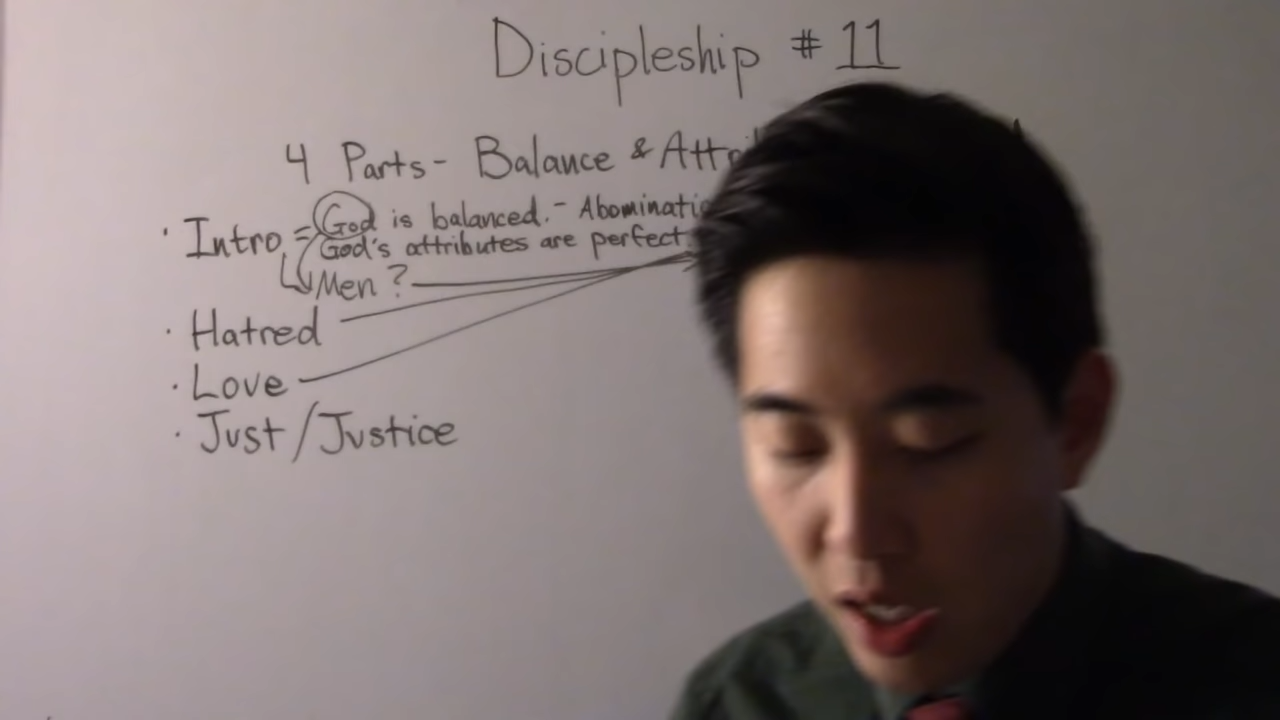 Discipleship # 11
4 Parts - Balance & Attri
· Intro = God is balanced. - Abominatio
God's attributes are perfect.
Men ?
· Hatred
· Love
· Just / Justice